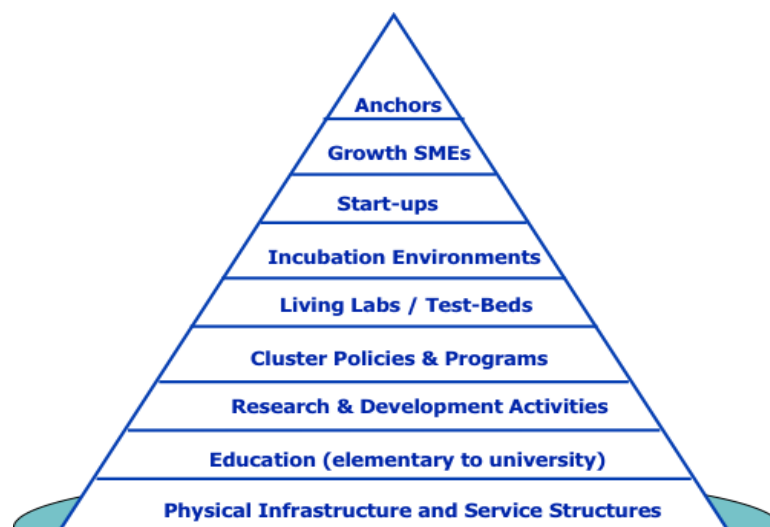 Anchors
Growth SMEs
Start-ups
Incubation Environments
Living Labs / Test-Beds
Cluster Policies & Programs
Research & Development Activities
Education (elementary to university)
Physical Infrastructure and Service Structures